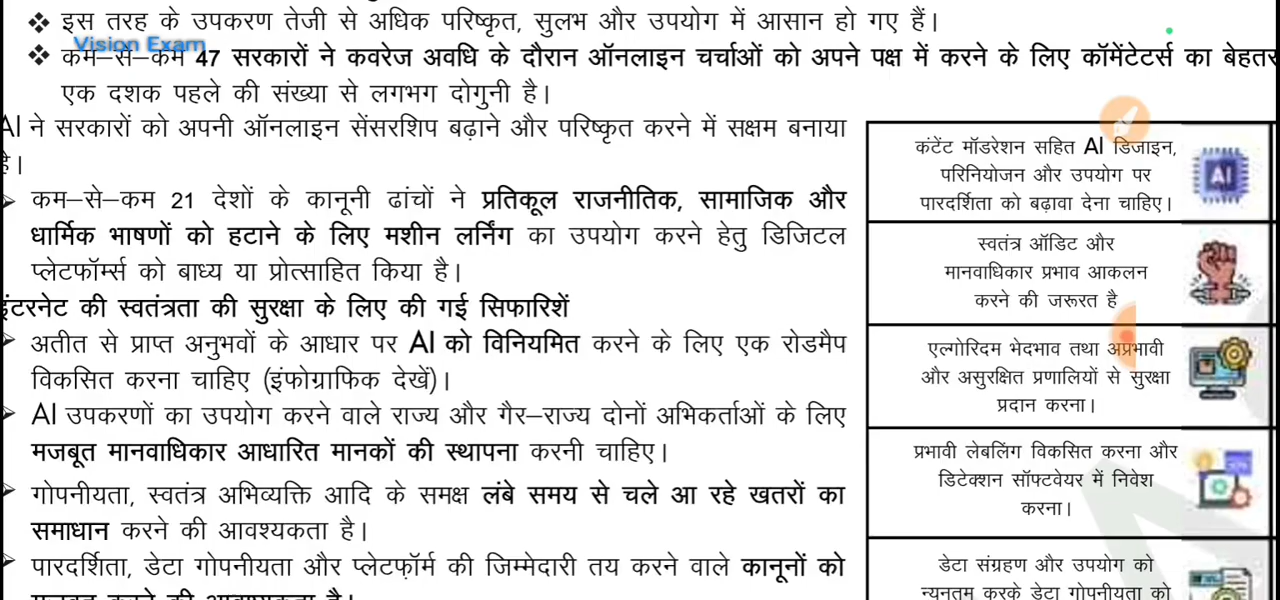 ❖ इस तरह के उपकरण तेजी से अधिक परिष्कृत, सुलभ और उपयोग में आसान हो गए हैं।
Vision Exam
❖ कम–से–कम 47 सरकारों ने कवरेज अवधि के दौरान ऑनलाइन चर्चाओं को अपने पक्ष में करने के लिए कॉमेंटेटर्स का बेहतर
एक दशक पहले की संख्या से लगभग दोगुनी है।
AI ने सरकारों को अपनी ऑनलाइन सेंसरशिप बढ़ाने और परिष्कृत करने में सक्षम बनाया
है।
कम–से–कम 21 देशों के कानूनी ढांचों ने प्रतिकूल राजनीतिक, सामाजिक और
धार्मिक भाषणों को हटाने के लिए मशीन लर्निंग का उपयोग करने हेतु डिजिटल
प्लेटफॉर्म्स को बाध्य या प्रोत्साहित किया है।
इंटरनेट की स्वतंत्रता की सुरक्षा के लिए की गई सिफारिशें
अतीत से प्राप्त अनुभवों के आधार पर AI को विनियमित करने के लिए एक रोडमैप
विकसित करना चाहिए (इंफोग्राफिक देखें)।
AI उपकरणों का उपयोग करने वाले राज्य और गैर–राज्य दोनों अभिकर्ताओं के लिए
मजबूत मानवाधिकार आधारित मानकों की स्थापना करनी चाहिए।
गोपनीयता, स्वतंत्र अभिव्यक्ति आदि के समक्ष लंबे समय से चले आ रहे खतरों का
समाधान करने की आवश्यकता है।
पारदर्शिता, डेटा गोपनीयता और प्लेटफ़ॉर्म की जिम्मेदारी तय करने वाले कानूनों को
कंटेंट मॉडरेशन सहित AI डिजाइन,
परिनियोजन और उपयोग पर
पारदर्शिता को बढ़ावा देना चाहिए।
AI
स्वतंत्र ऑडिट और
मानवाधिकार प्रभाव आकलन
करने की जरूरत है
एल्गोरिदम भेदभाव तथा अप्रभावी
और असुरक्षित प्रणालियों से सुरक्षा
प्रदान करना।
प्रभावी लेबलिंग विकसित करना और
डिटेक्शन सॉफ्टवेयर में निवेश
करना।
डेटा संग्रहण और उपयोग को
न्यूनतम करके डेटा गोपनीयता को